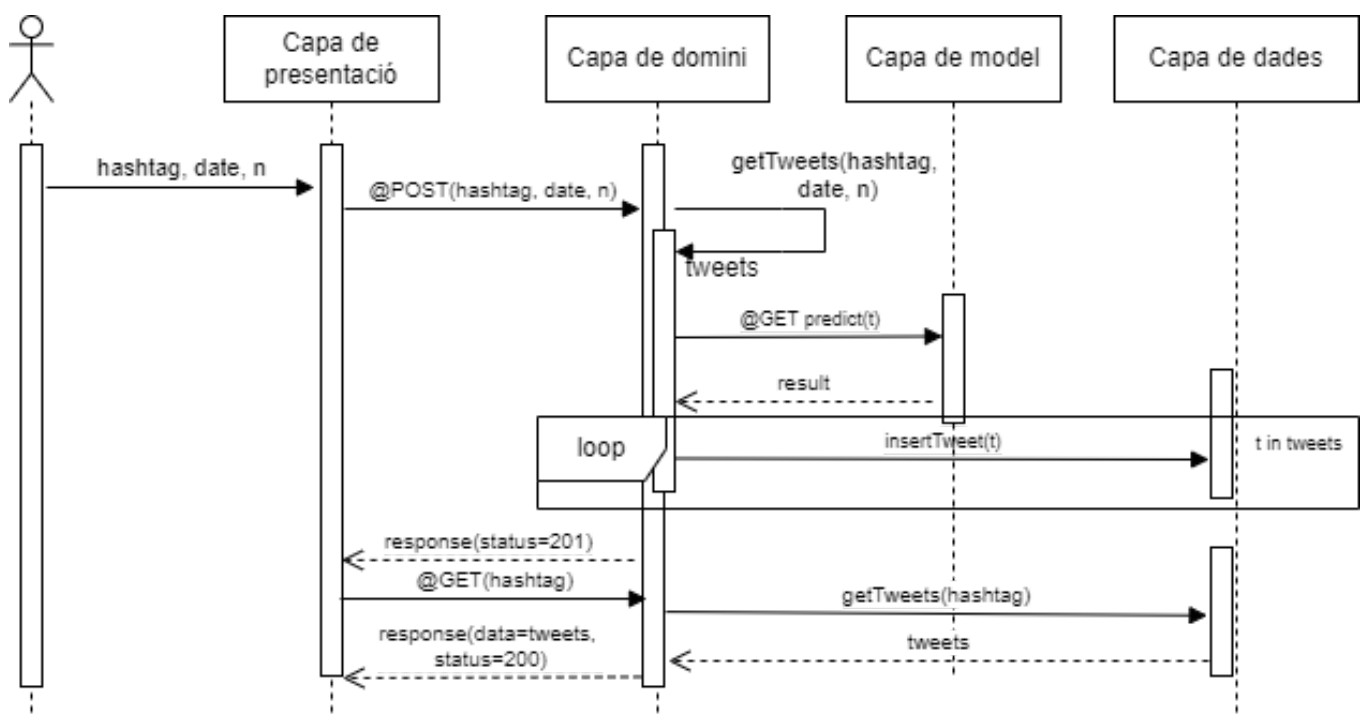 Capa de
presentació
Capa de domini
Capa de model
Capa de dades
hashtag, date, n
@POST(hashtag, date, n)
getTweets(hashtag,
date, n)
tweets
@GET predict(t)
result
loop
insertTweet(t)
t in tweets
response(status=201)
@GET(hashtag)
getTweets(hashtag)
response(data=tweets,
status=200)
tweets